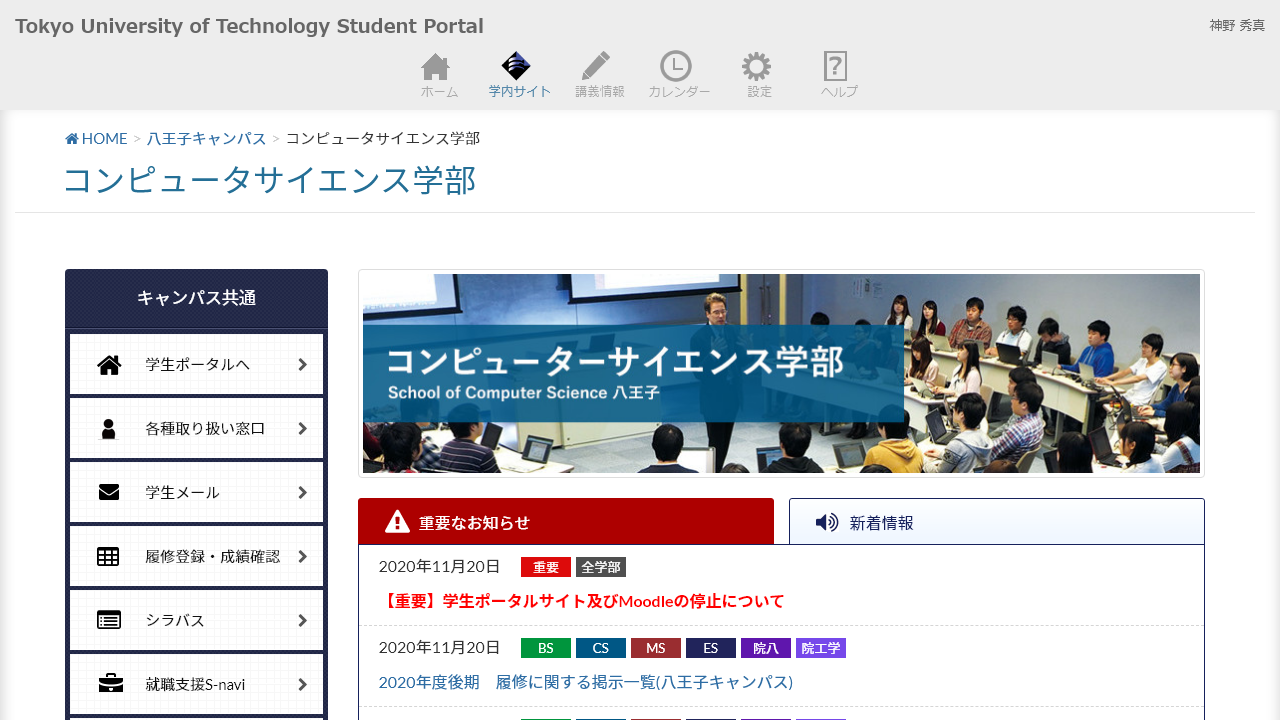 Tokyo University of Technology Student Portal
神野 秀真
ホーム
学内サイト
講義情報
カレンダー
設定
ヘルプ
HOME > 八王子キャンパス > コンピュータサイエンス学部
コンピュータサイエンス学部
キャンパス共通
学生ポータルへ
各種取り扱い窓口
学生メール
履修登録・成績確認
シラバス
就職支援S-navi
コンピューターサイエンス学部
School of Computer Science 八王子
重要なお知らせ
新着情報
2020年11月20日 重要 全学部
【重要】学生ポータルサイト及びMoodleの停止について
2020年11月20日 BS CS MS ES 院八 院工学
2020年度後期　履修に関する掲示一覧(八王子キャンパス)